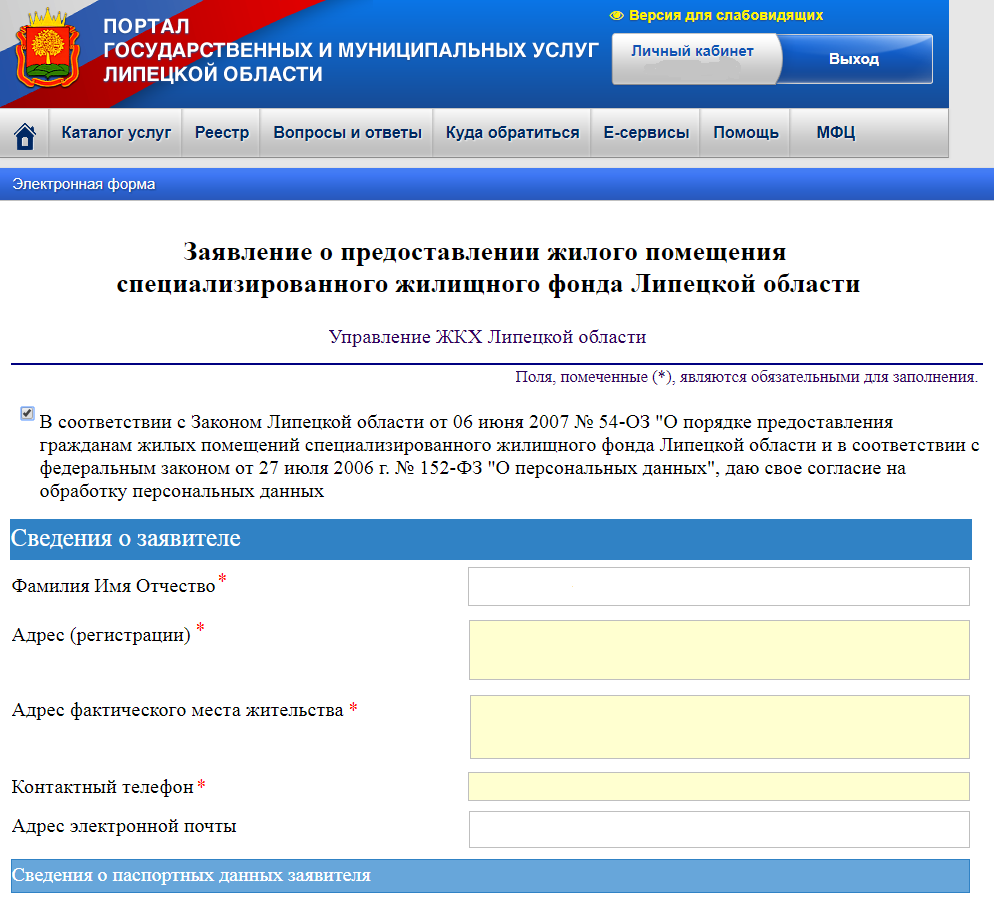 ПОРТАЛ
ГОСУДАРСТВЕННЫХ И МУНИЦИПАЛЬНЫХ УСЛУГ
ЛИПЕЦКОЙ ОБЛАСТИ
Версия для слабовидящих
Личный кабинет
Выход
Каталог услуг Реестр Вопросы и ответы Куда обратиться Е-сервисы Помощь МФЦ
Электронная форма
Заявление о предоставлении жилого помещения
специализированного жилищного фонда Липецкой области
Управление ЖКХ Липецкой области
Поля, помеченные (*), являются обязательными для заполнения.
В соответствии с Законом Липецкой области от 06 июня 2007 № 54-ОЗ "О порядке предоставления
гражданам жилых помещений специализированного жилищного фонда Липецкой области и в соответствии с
федеральным законом от 27 июля 2006 г. № 152-ФЗ "О персональных данных", даю свое согласие на
обработку персональных данных
Сведения о заявителе
Фамилия Имя Отчество *
Адрес (регистрации) *
Адрес фактического места жительства *
Контактный телефон *
Адрес электронной почты
Сведения о паспортных данных заявителя